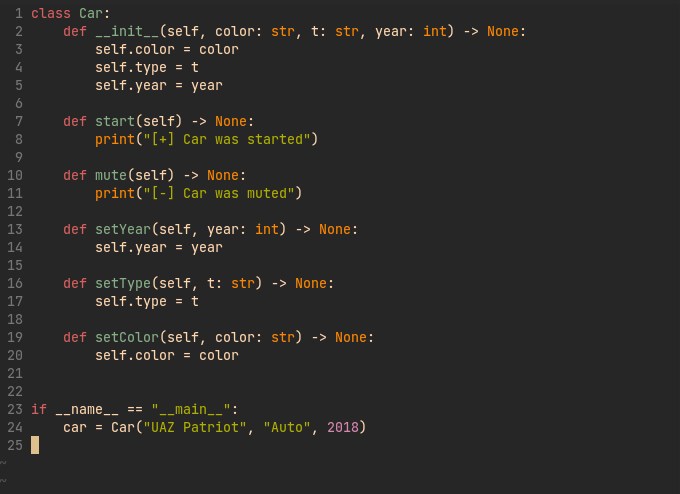 1 class Car:
2     def __init__(self, color: str, t: str, year: int) -> None:
3         self.color = color
4         self.type = t
5         self.year = year
6
7     def start(self) -> None:
8         print("[+] Car was started")
9
10     def mute(self) -> None:
11         print("[-] Car was muted")
12
13     def setYear(self, year: int) -> None:
14         self.year = year
15
16     def setType(self, t: str) -> None:
17         self.type = t
18
19     def setColor(self, color: str) -> None:
20         self.color = color
21
22
23 if __name__ == "__main__":
24     car = Car("UAZ Patriot", "Auto", 2018)
25
~
~